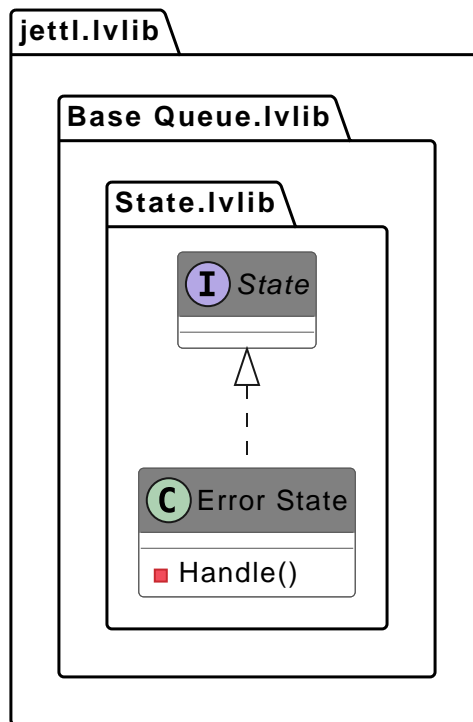 jettl.lvlib
Base Queue.lvlib
State.lvlib
I State
C Error State
Handle()